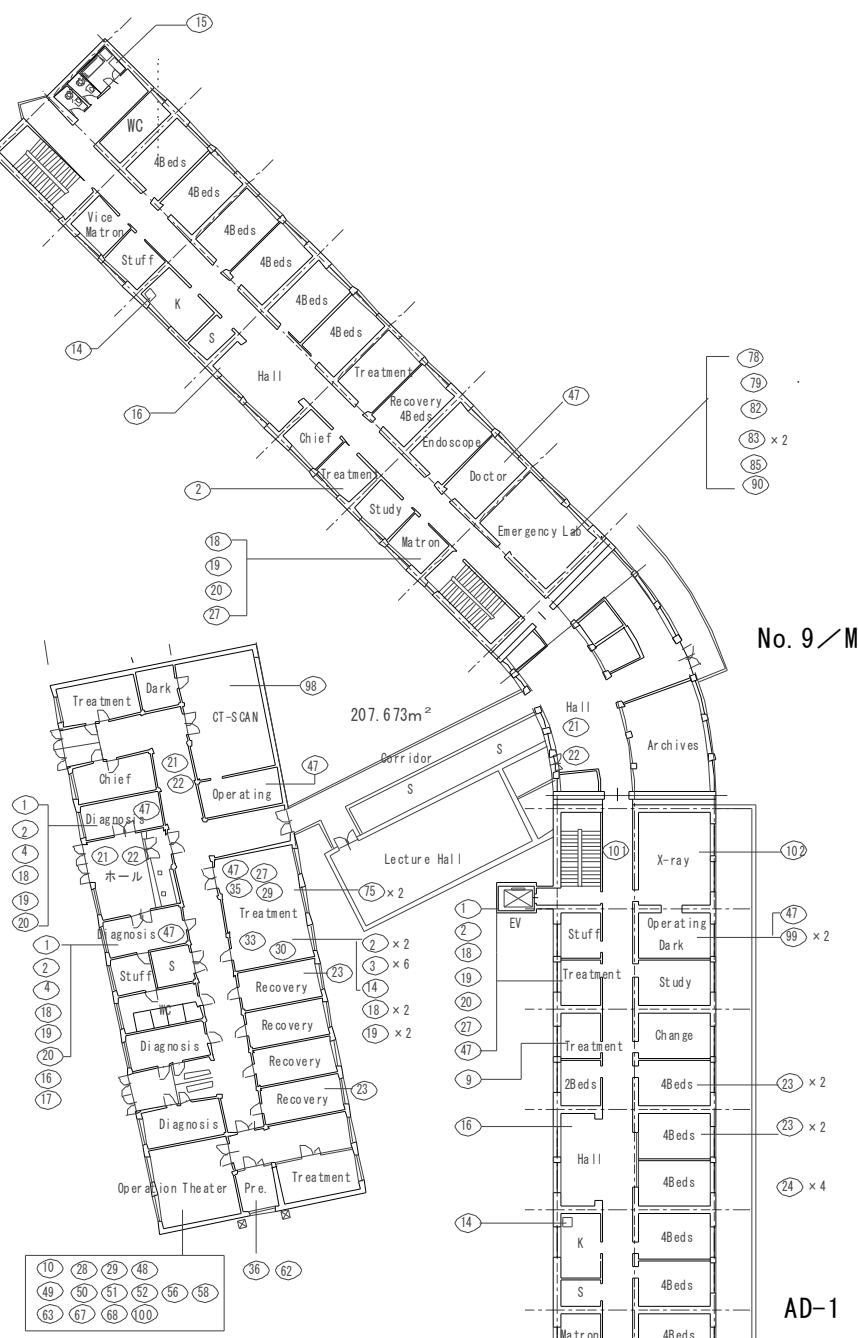 15
WC
4Beds
4Beds
4Beds
4Beds
4Beds
4Beds
Vice
Matron
Stuff
K
S
14
16
Hall
Treatment
Recovery
4Beds
Endoscope
Doctor
47
Emergency Lab
78
79
82
83 × 2
85
90
Chief
Treatment
2
Study
Matron
18
19
20
27
No. 9／M
Treatment
Dark
CT-SCAN
98
207.673m²
Corridor
S
S
Lecture Hall
Hall
21
22
Archives
21
22
Chief
Operating
47
1
2
4
18
19
20
Diagnosis
47
21
22
ホール
Diagnosis
47
1
2
4
18
19
20
16
17
Stuff
S
WC
Diagnosis
Diagnosis
47
27
35
29
Treatment
33
30
75 × 2
2 × 2
3 × 6
14
18 × 2
19 × 2
Recovery
23
Recovery
Recovery
Recovery
23
Operation Theater
Pre.
Treatment
36
62
10
28
29
48
49
50
51
52
56
58
63
67
68
100
101
X-ray
102
EV
1
2
18
19
20
27
47
Stuff
Treatment
Operating
Dark
47
99 × 2
Study
Treatment
9
2Beds
Change
4Beds
23 × 2
16
Hall
4Beds
23 × 2
4Beds
24 × 4
14
K
4Beds
S
4Beds
Matron
4Beds
AD-1